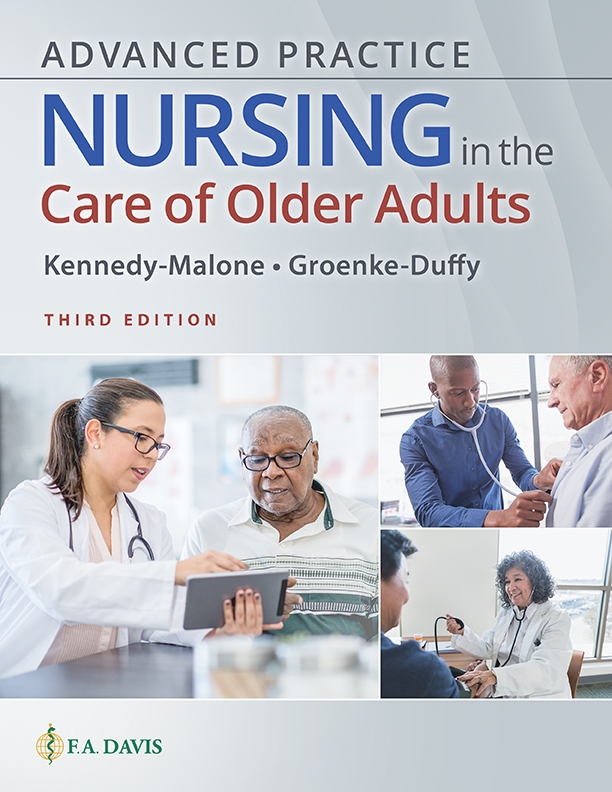 ADVANCED PRACTICE
NURSING in the
Care of Older Adults
Kennedy-Malone • Groenke-Duffy
THIRD EDITION
F.A. DAVIS